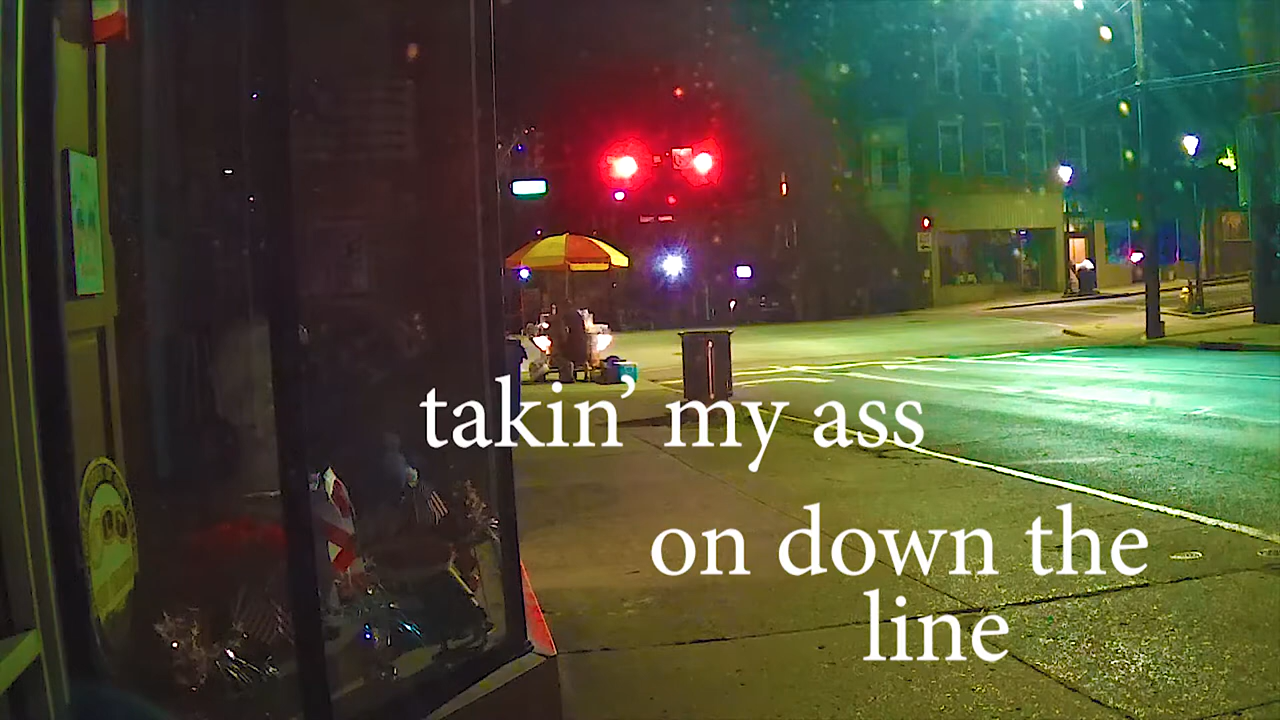 takin’ my ass
on down the
line